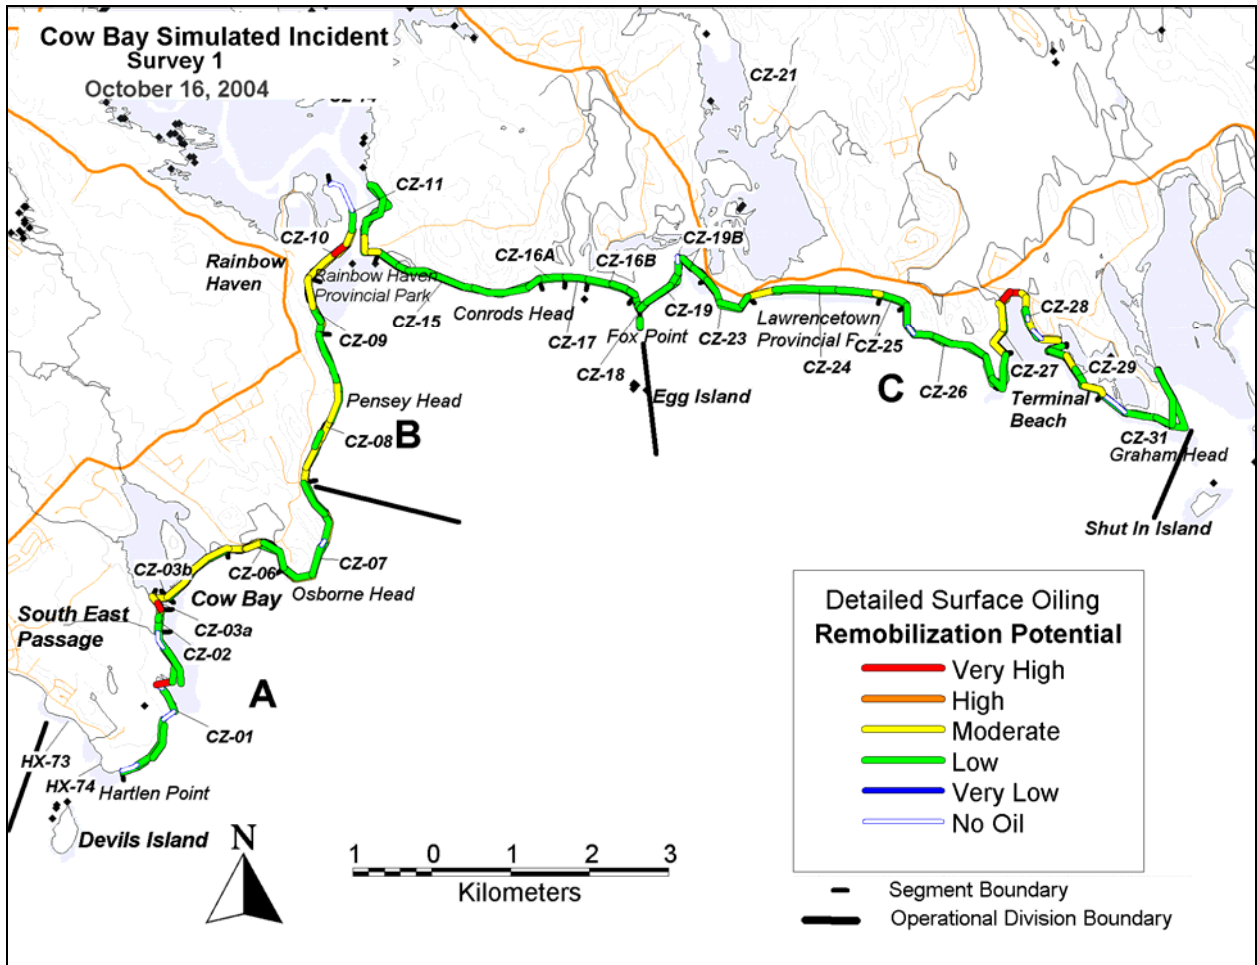 Cow Bay Simulated Incident
Survey 1
October 16, 2004
CZ-21
CZ-11
CZ-10
Rainbow
Haven
Rainbow Haven
Provincial Park
CZ-19B
CZ-16A
CZ-16B
CZ-15
Conrods Head
CZ-17
Fox Point
CZ-18
CZ-19
CZ-23
Lawrencetown
Provincial
CZ-25
CZ-24
CZ-28
CZ-27
CZ-29
CZ-26
C
Terminal
Beach
Egg Island
CZ-09
Pensey Head
CZ-08
B
CZ-31
Graham Head
Shut In Island
CZ-07
CZ-06
CZ-03b
Osborne Head
Cow Bay
South East
Passage
CZ-03a
CZ-02
A
CZ-01
HX-73
HX-74
Hartlen Point
Devils Island
N
1 0 1 2 3
Kilometers
Detailed Surface Oiling
Remobilization Potential
Very High
High
Moderate
Low
Very Low
No Oil
Segment Boundary
Operational Division Boundary